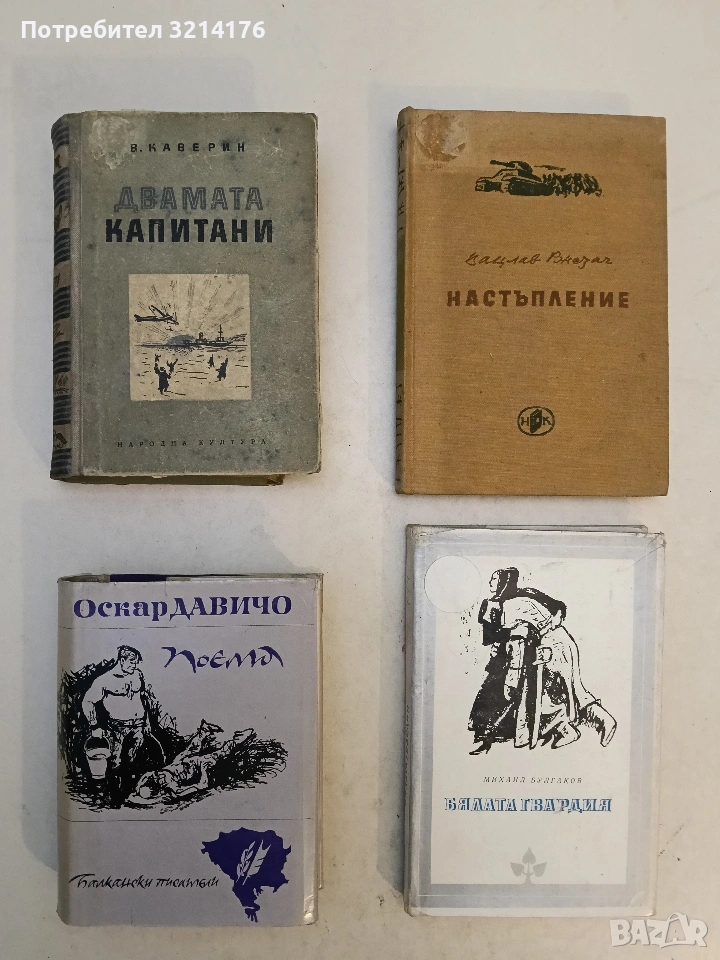 Потребител 3214176
В. КАВЕРИН
ДВАМАТА
КАПИТАНИ
НАРОДНА КУЛТУРА
Вацлав
НАСТЪПЛЕНИЕ
НК
Оскар ДАВИЧО
Поема
Балкански писатели
МИХАИЛ БУЛГАКОВ
БЯЛАТА ГВАРДИЯ
BAZAR